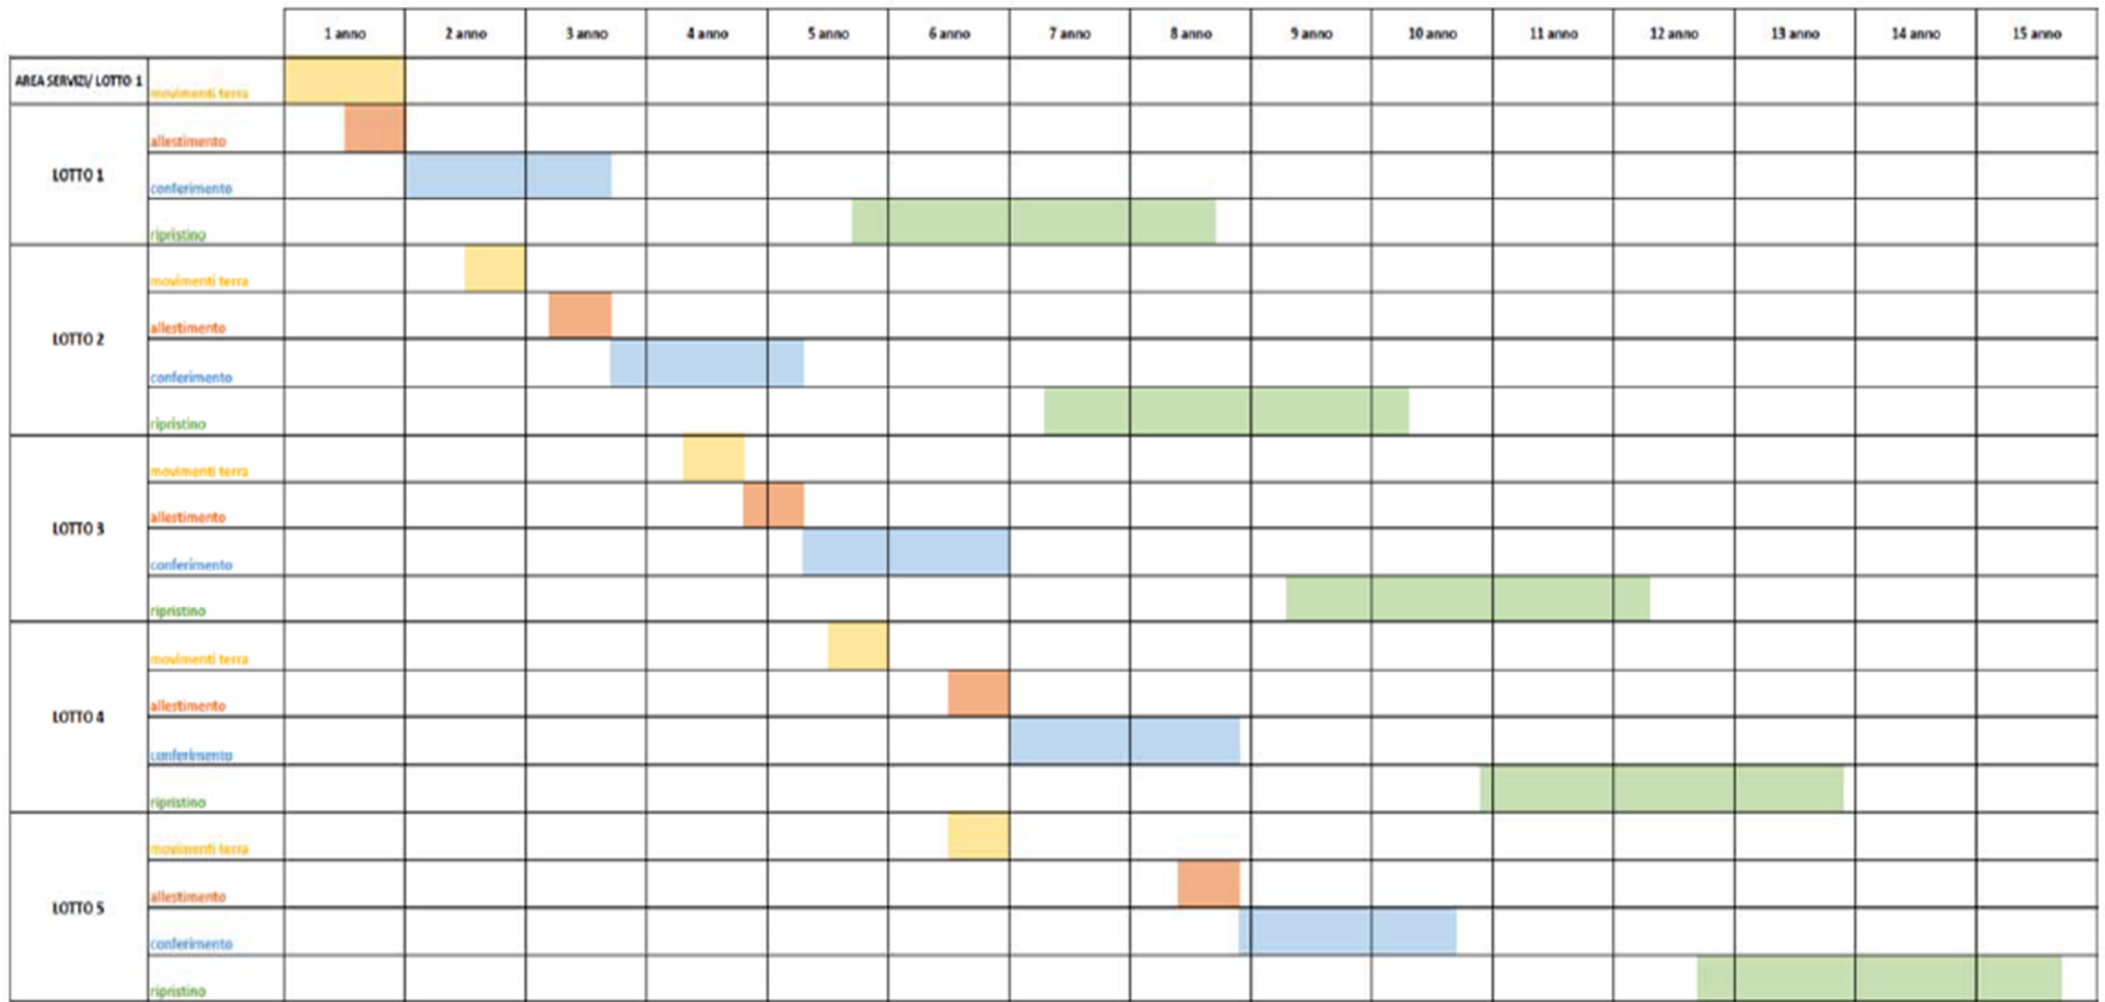 1 anno 2 anno 3 anno 4 anno 5 anno 6 anno 7 anno 8 anno 9 anno 10 anno 11 anno 12 anno 13 anno 14 anno 15 anno
AREA SERVIZI/ LOTTO 1 movimenti terra
LOTTO 1
allestimento
conferimento
ripristino
LOTTO 2
movimenti terra
allestimento
conferimento
ripristino
LOTTO 3
movimenti terra
allestimento
conferimento
ripristino
LOTTO 4
movimenti terra
allestimento
conferimento
ripristino
LOTTO 5
movimenti terra
allestimento
conferimento
ripristino